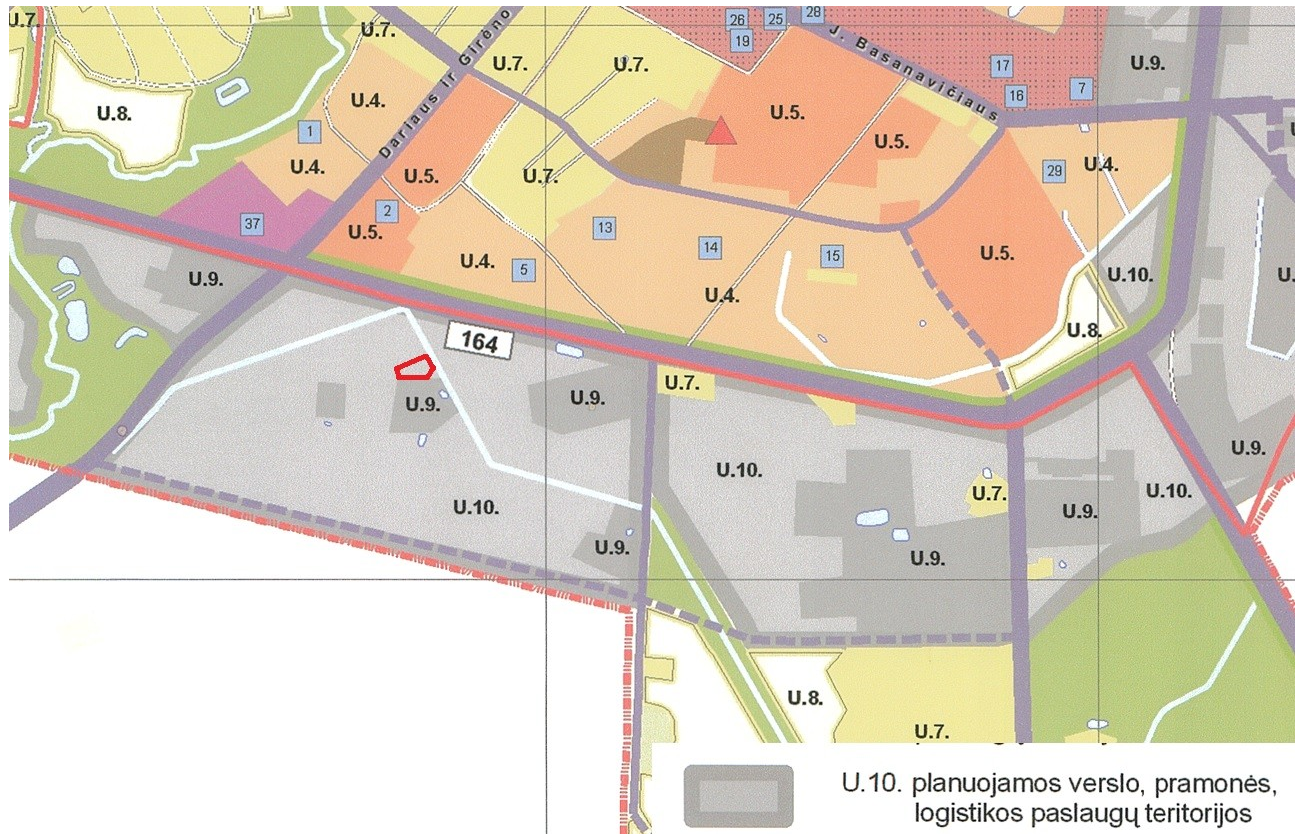 U.7.
26
25
28
19
U.7.
J. Basanavičiaus
17
16
7
U.9.
Dariaus ir Girėno
U.7.
U.7.
U.4.
U.8.
U.5.
1
U.4.
U.5.
U.5.
U.7.
29
U.4.
37
2
U.5.
13
14
15
U.5.
U.4.
5
U.4.
U.9.
U.10.
U.8.
164
U.7.
U.9.
U.9.
U.10.
U.7.
U.9.
U.10.
U.9.
U.10.
U.9.
U.9.
U.8.
U.7.
U.10. planuojamos verslo, pramonės,
logistikos paslaugų teritorijos